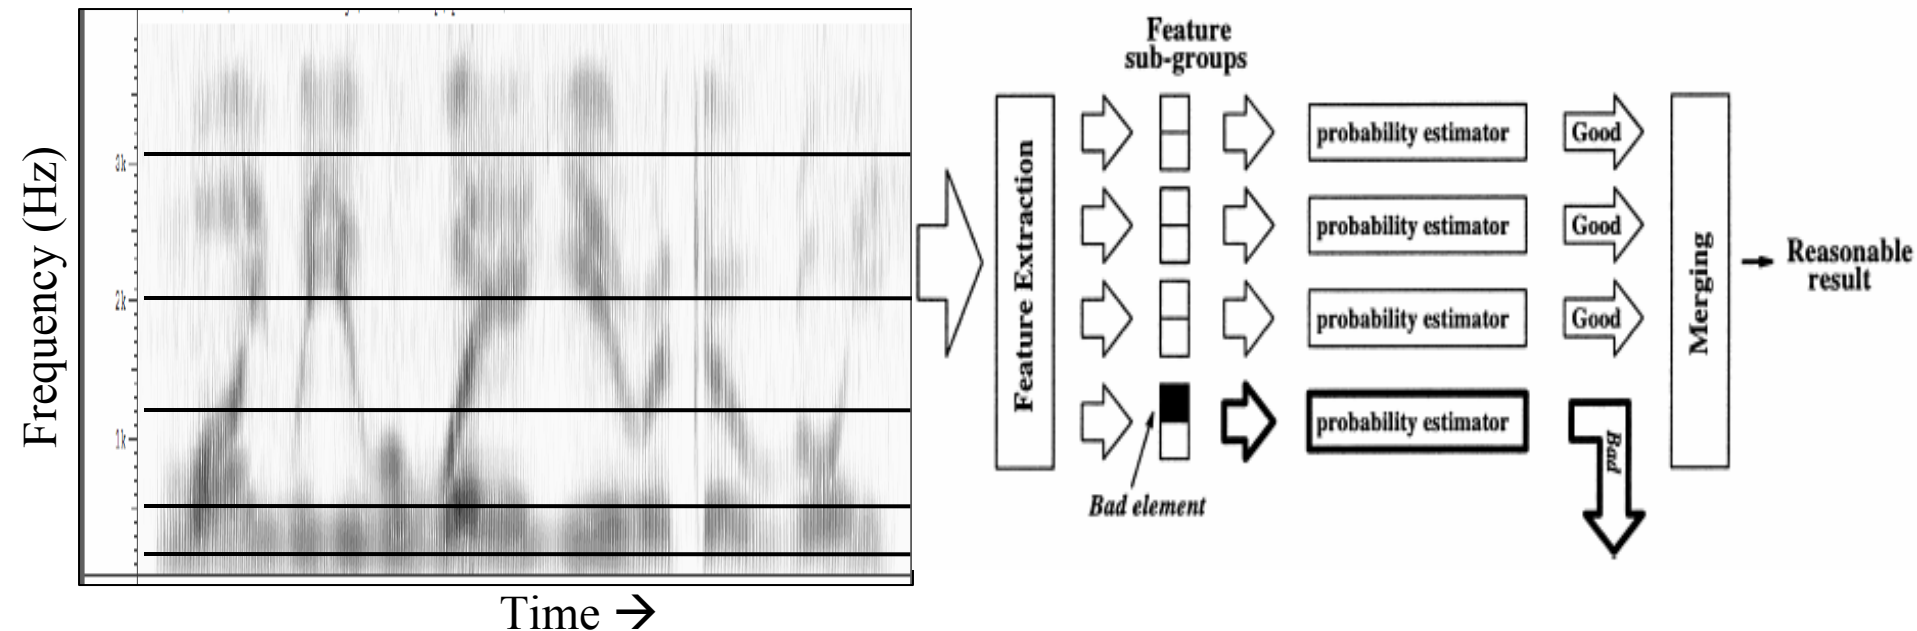 Frequency (Hz)
3k
2k
1k
Time →
Feature
sub-groups
Feature Extraction
probability estimator
Good
probability estimator
Good
probability estimator
Good
probability estimator
Bad
Bad element
Merging
Reasonable
result